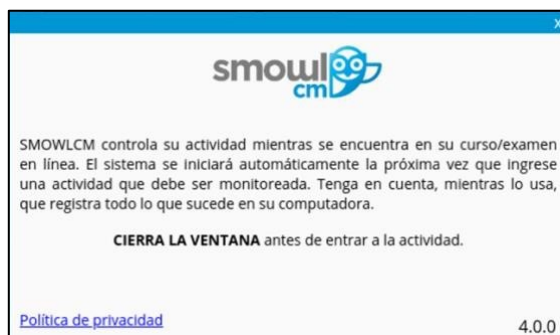 x
smowl
cm
SMOWLCM controla su actividad mientras se encuentra en su curso/examen
en línea. El sistema se iniciará automáticamente la próxima vez que ingrese
una actividad que debe ser monitoreada. Tenga en cuenta, mientras lo usa,
que registra todo lo que sucede en su computadora.
CIERRA LA VENTANA antes de entrar a la actividad.
Política de privacidad 4.0.0